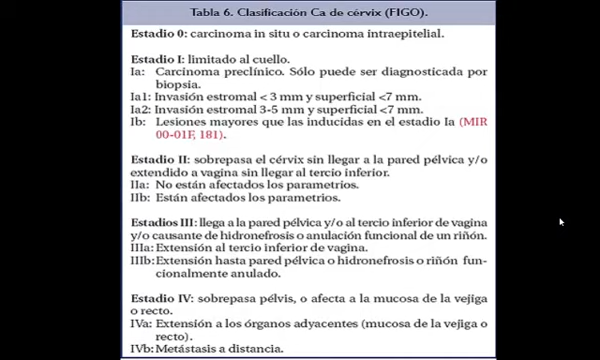 Tabla 6. Clasificación Ca de cérvix (FIGO).
Estadio 0: carcinoma in situ o carcinoma intraepitelial.
Estadio I: limitado al cuello.
Ia: Carcinoma preclínico. Sólo puede ser diagnosticada por
biopsia.
Ia1: Invasión estromal < 3 mm y superficial <7 mm.
Ia2: Invasión estromal 3-5 mm y superficial <7 mm.
Ib: Lesiones mayores que las inducidas en el estadio Ia (MIR
00-01F, 181).
Estadio II: sobrepasa el cérvix sin llegar a la pared pélvica y/o
extendido a vagina sin llegar al tercio inferior.
IIa: No están afectados los parametrios.
IIb: Están afectados los parametrios.
Estadios III: llega a la pared pélvica y/o al tercio inferior de vagina
y/o causante de hidronefrosis o anulación funcional de un riñón.
IIIa: Extensión al tercio inferior de vagina.
IIIb: Extensión hasta pared pélvica o hidronefrosis o riñón fun-
cionalmente anulado.
Estadio IV: sobrepasa pélvis, o afecta a la mucosa de la vejiga
o recto.
IVa: Extensión a los órganos adyacentes (mucosa de la vejiga o
recto).
IVb: Metástasis a distancia.